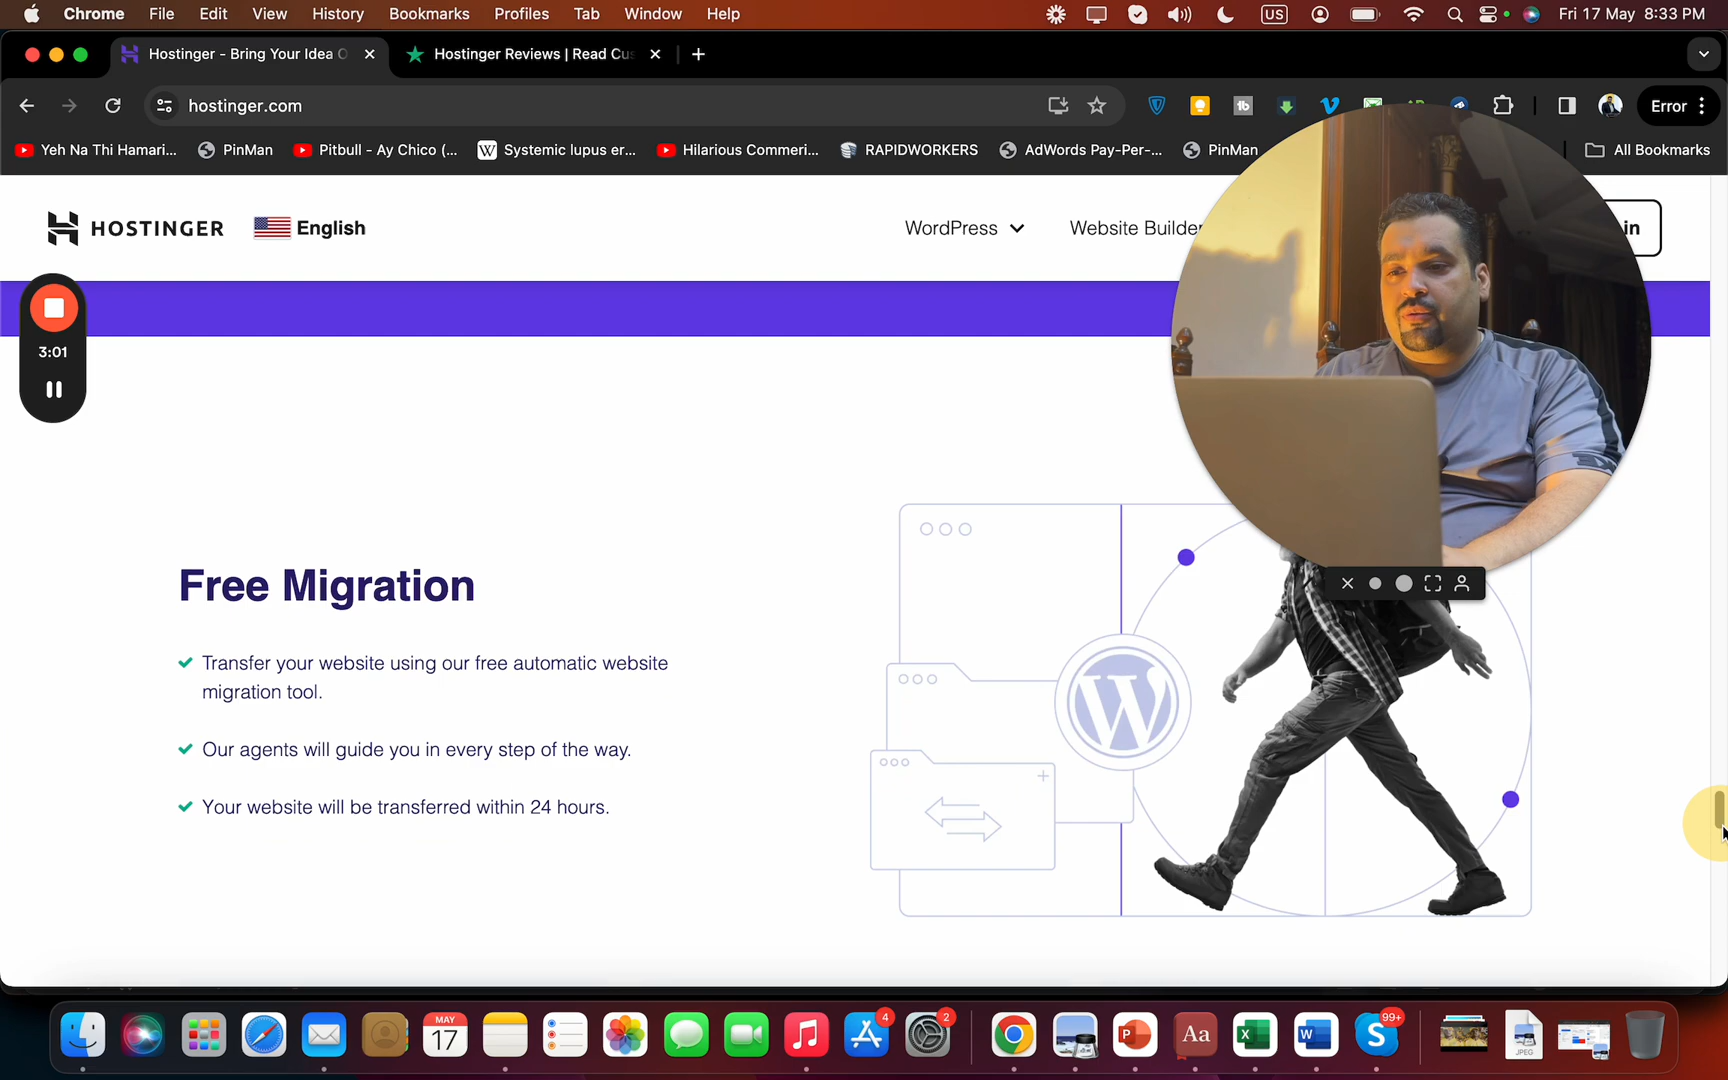 Chrome File Edit View History Bookmarks Profiles Tab Window Help US Fri 17 May 8:33 PM
Hostinger - Bring Your Idea O Hostinger Reviews | Read Cus
hostinger.com Error
Yeh Na Thi Hamari... PinMan Pitbull - Ay Chico (... Systemic lupus er... Hilarious Commeri... RAPIDWORKERS AdWords Pay-Per-... PinMan All Bookmarks
HOSTINGER English WordPress Website Builder in
3:01
Free Migration
Transfer your website using our free automatic website
migration tool.
Our agents will guide you in every step of the way.
Your website will be transferred within 24 hours.
MAY
17
4
2
Aa
99+
JPEG